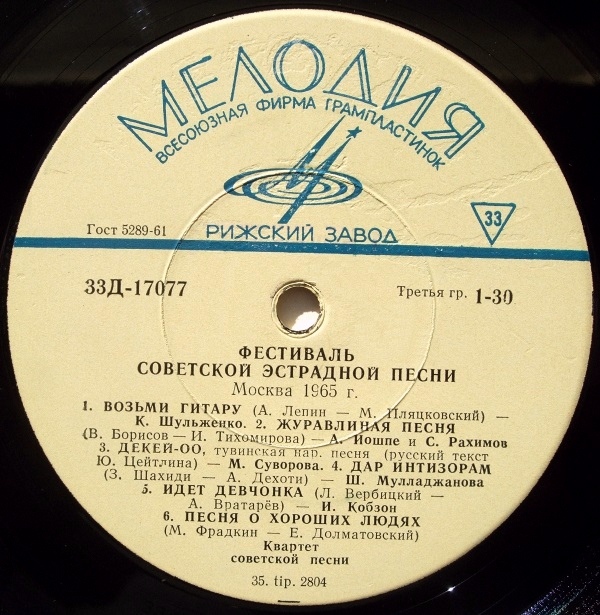 МЕЛОДИЯ
ВСЕСОЮЗНАЯ ФИРМА ГРАМПЛАСТИНОК
33
Гост 5289-61
РИЖСКИЙ ЗАВОД
33Д-17077
Третья гр. 1-30
ФЕСТИВАЛЬ
СОВЕТСКОЙ ЭСТРАДНОЙ ПЕСНИ
Москва 1965 г.
1. ВОЗЬМИ ГИТАРУ (А. Лепин — М. Пляцковский) —
К. Шульженко. 2. ЖУРАВЛИНАЯ ПЕСНЯ
(В. Борисов — И. Тихомирова) — А. Йошпе и С. Рахимов
3. ДЕКЕЙ-ОО, тувинская нар. песня (русский текст
Ю. Цейтлина) — М. Суворова. 4. ДАР ИНТИЗОРАМ
(З. Шахиди — А. Дехоти) — Ш. Мулладжанова
5. ИДЕТ ДЕВЧОНКА (Л. Вербицкий —
А. Вратарёв) — И. Кобзон
6. ПЕСНЯ О ХОРОШИХ ЛЮДЯХ
(М. Фрадкин — Е. Долматовский)
Квартет
советской песни
35. tip. 2804